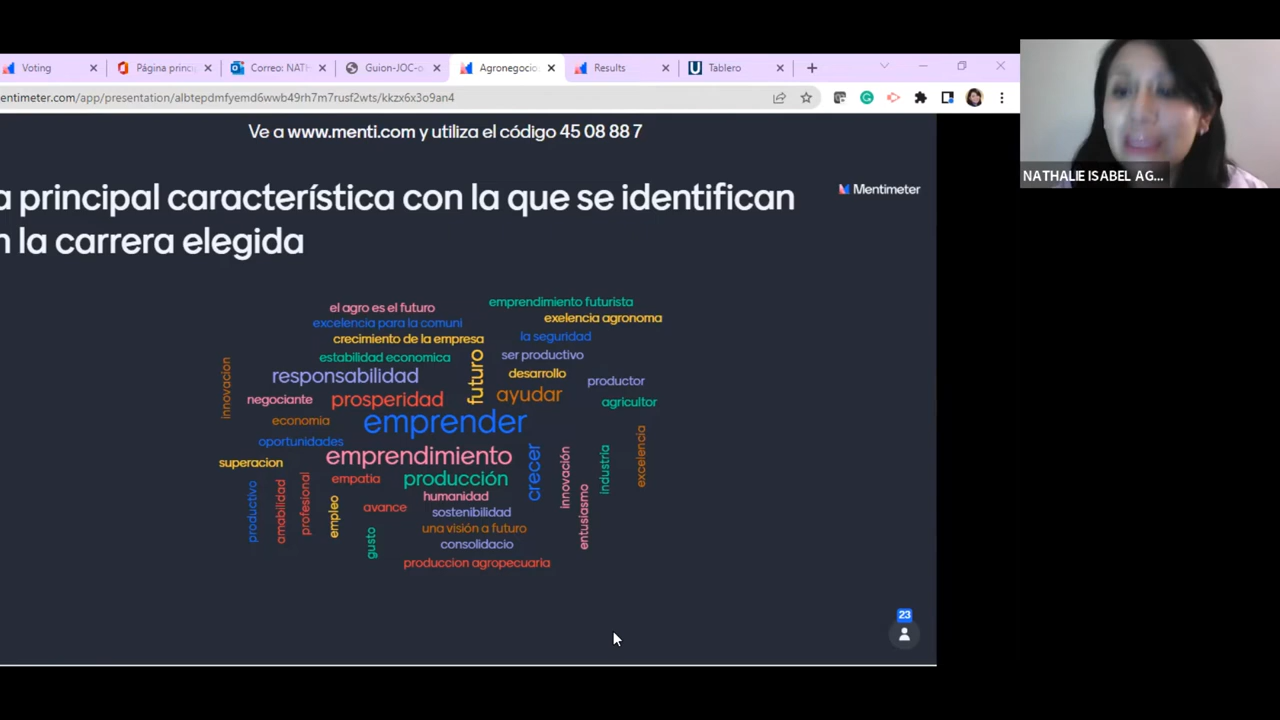 Voting
Página princi
Correo: NATH
Guion-JOC-o
Agronegocio
Results
Tablero
entimeter.com/app/presentation/albtepdmfyemd6wwb49rh7m7rusf2wts/kkzx6x3o9an4
Ve a www.menti.com y utiliza el código 45 08 88 7
a principal característica con la que se identifican
n la carrera elegida
Mentimeter
NATHALIE ISABEL AG...
el agro es el futuro
emprendimiento futurista
excelencia para la comuni
exelencia agronoma
crecimiento de la empresa
la seguridad
estabilidad economica
futuro
ser productivo
innovacion
responsabilidad
desarrollo
productor
negociante
prosperidad
ayudar
agricultor
economia
emprender
oportunidades
superacion
emprendimiento
crecer
innovación
industria
excelencia
empatia
producción
productivo
amabilidad
profesional
empleo
avance
humanidad
sostenibilidad
entusiasmo
gusto
una visión a futuro
consolidacio
produccion agropecuaria
23